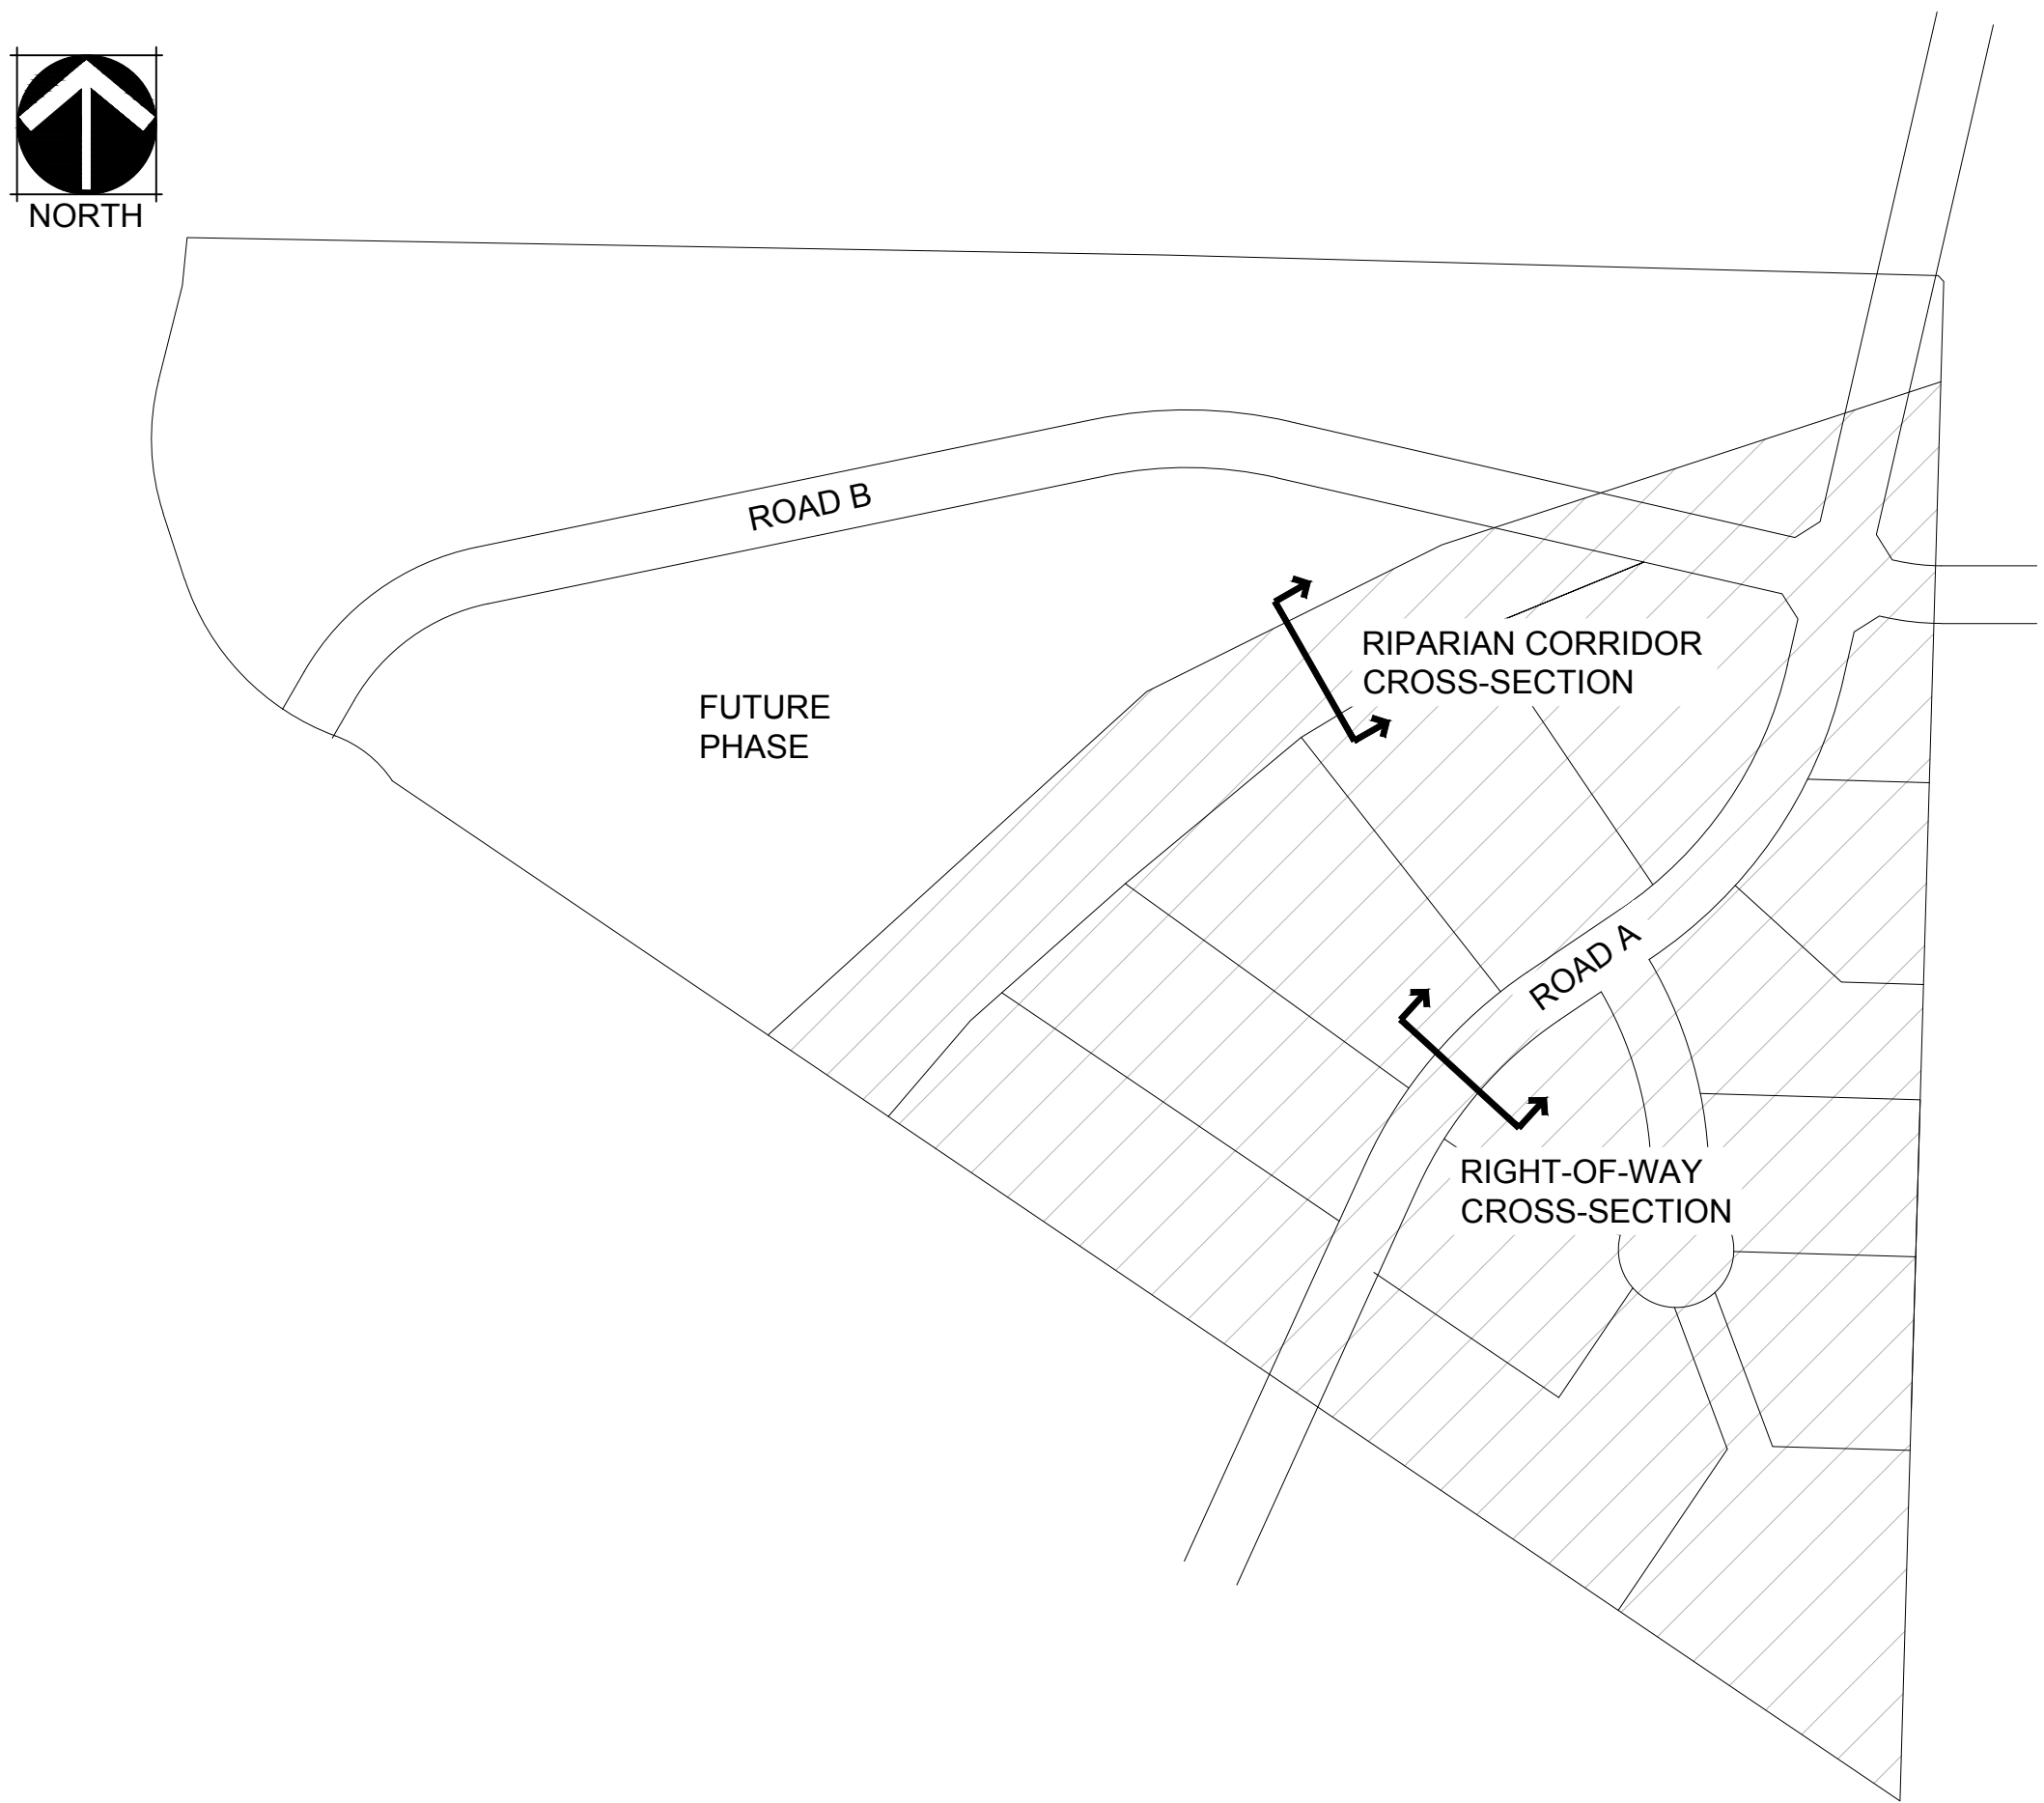 NORTH
ROAD B
RIPARIAN CORRIDOR
CROSS-SECTION
FUTURE
PHASE
ROAD A
RIGHT-OF-WAY
CROSS-SECTION